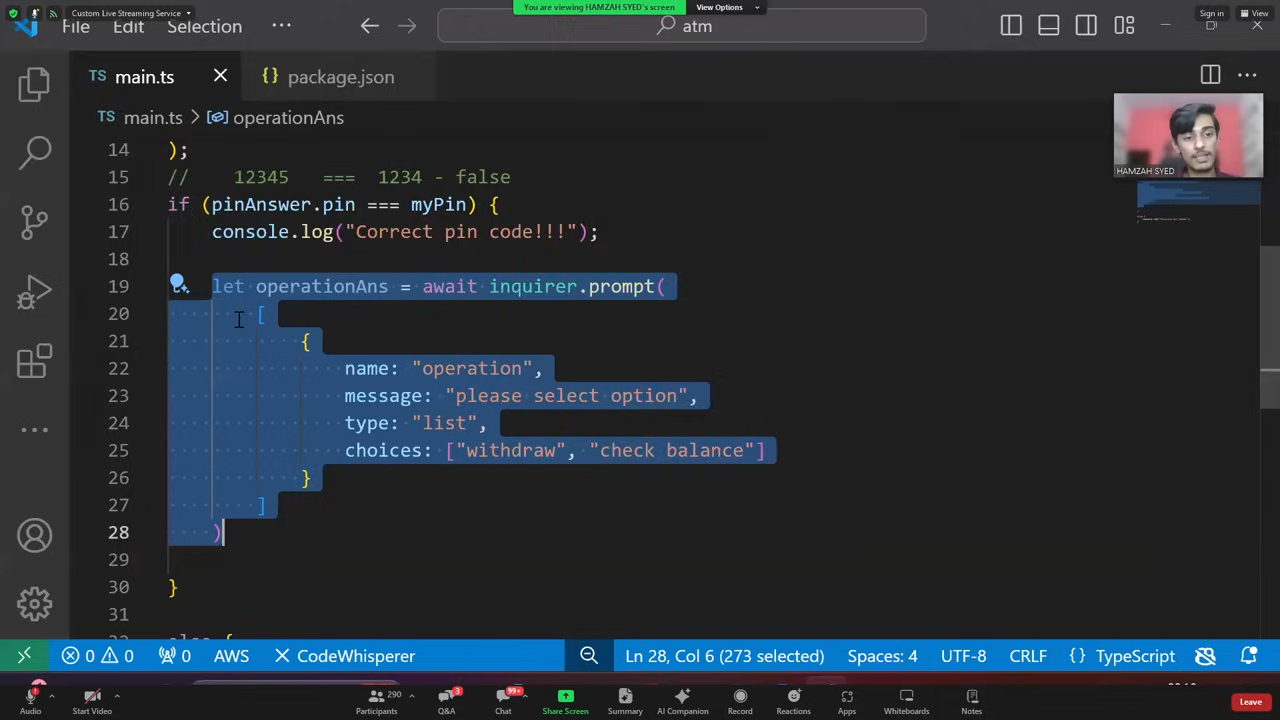 Custom Live Streaming Service
You are viewing HAMZAH SYED's screen
View Options
Sign in
View
File
Edit
Selection
atm
TS main.ts
{} package.json
TS main.ts > operationAns
HAMZAH SYED
14 );
15 // 12345 === 1234 - false
16 if (pinAnswer.pin === myPin) {
17 console.log("Correct pin code!!!");
18
19 let operationAns = await inquirer.prompt(
20 [
21 {
22 name: "operation",
23 message: "please select option",
24 type: "list",
25 choices: ["withdraw", "check balance"]
26 }
27 ]
28 )
29
30 }
31
else {
0 0 0 AWS CodeWhisperer Ln 28, Col 6 (273 selected) Spaces: 4 UTF-8 CRLF {} TypeScript
290 3 99+
Audio Start Video Participants Q&A Chat Share Screen Summary AI Companion Record Reactions Apps Whiteboards Notes Leave